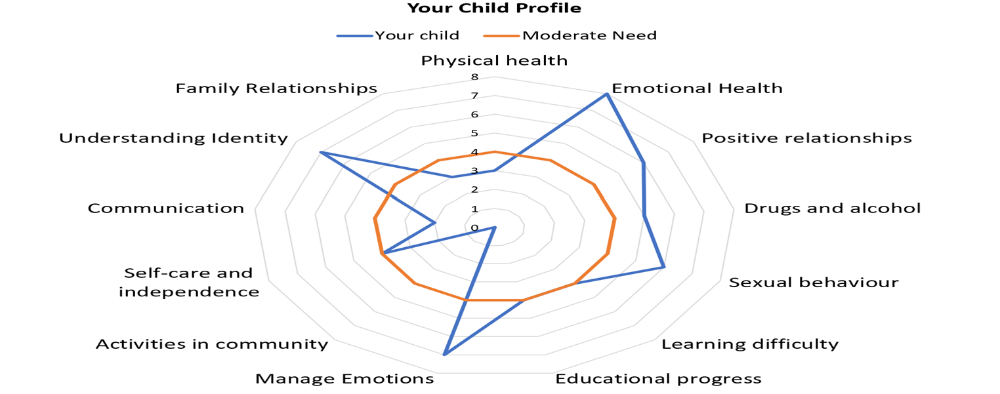 Your Child Profile
Your child Moderate Need
Physical health
Emotional Health
Positive relationships
Drugs and alcohol
Sexual behaviour
Learning difficulty
Educational progress
Manage Emotions
Activities in community
Self-care and
independence
Communication
Understanding Identity
Family Relationships
8
7
6
5
4
3
2
1
0